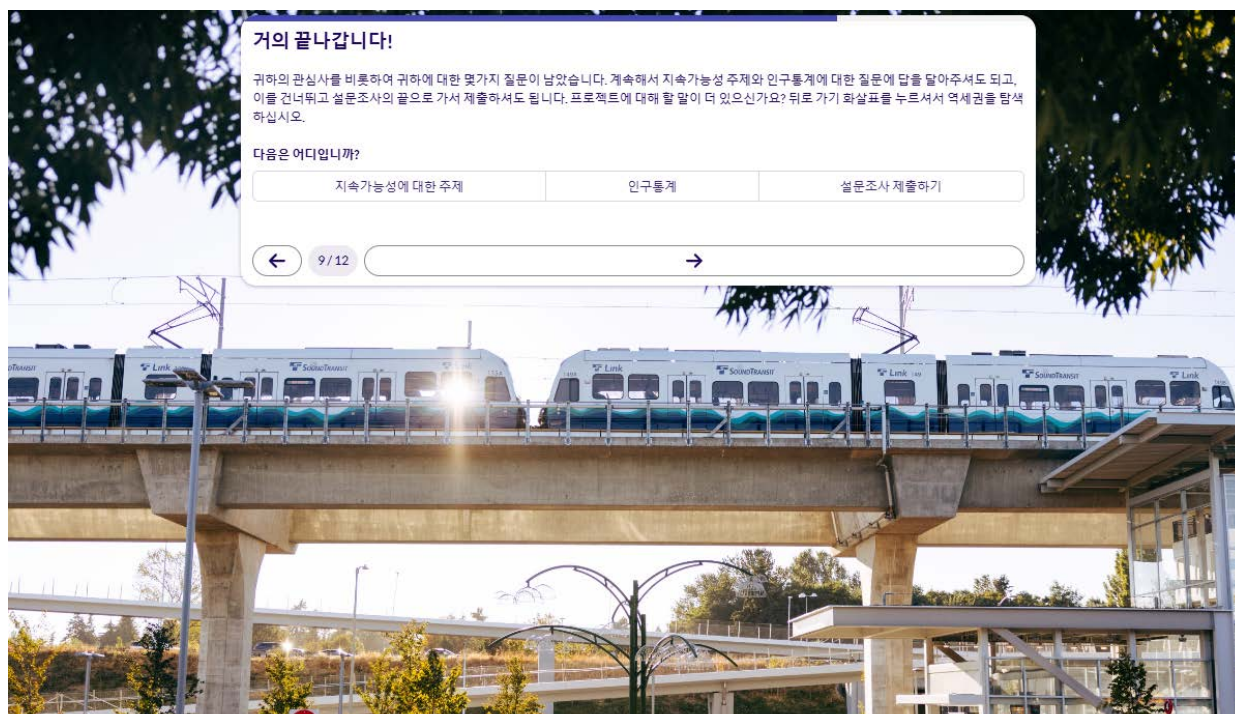 거의 끝나갑니다!
귀하의 관심사를 비롯하여 귀하에 대한 몇가지 질문이 남았습니다. 계속해서 지속가능성 주제와 인구통계에 대한 질문에 답을 달아주셔도 되고,
이를 건너뛰고 설문조사의 끝으로 가서 제출하셔도 됩니다. 프로젝트에 대해 할 말이 더 있으신가요? 뒤로 가기 화살표를 누르셔서 역세권을 탐색
하십시오.
다음은 어디입니까?
지속가능성에 대한 주제
인구통계
설문조사 제출하기
← 9 / 12 →
SOUNDTRANSIT
Link
SOUNDTRANSIT
Link
SOUNDTRANSIT
Link
SOUNDTRANSIT
Link